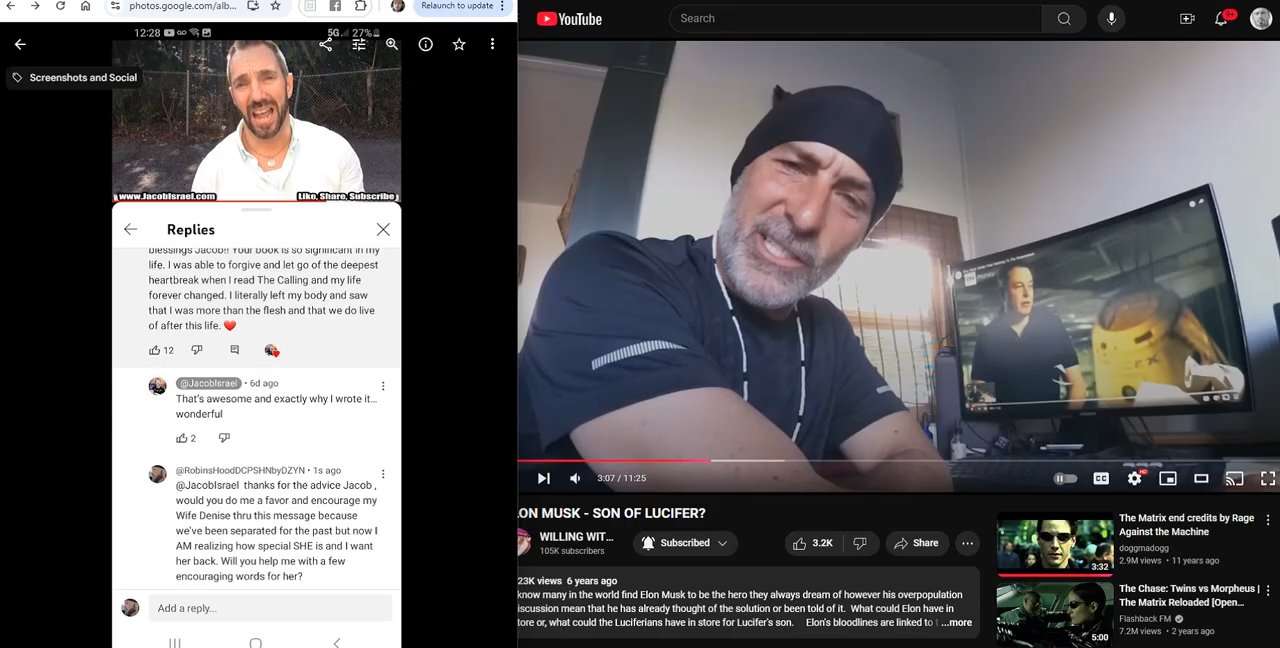 photos.google.com/alb...
Relaunch to update
12:28
5G 27%
Screenshots and Social
www.JacobIsrael.com
Like, Share, Subscribe
Replies
blessings Jacob!! Your book is so significant in my
life. I was able to forgive and let go of the deepest
heartbreak when I read The Calling and my life
forever changed. I literally left my body and saw
that I was more than the flesh and that we do live
of after this life. ❤️
12
@JacobIsrael • 6d ago
That's awesome and exactly why I wrote it...
wonderful
2
@RobinsHoodDCPSHNbyDZYN • 1s ago
@JacobIsrael thanks for the advice Jacob ,
would you do me a favor and encourage my
Wife Denise thru this message because
we've been separated for the past but now I
AM realizing how special SHE is and I want
her back. Will you help me with a few
encouraging words for her?
Add a reply...
YouTube
Search
9+
3:07 / 11:25
CC
HD
LON MUSK - SON OF LUCIFER?
WILLING WIT...
105K subscribers
Subscribed
3.2K
Share
23K views 6 years ago
know many in the world find Elon Musk to be the hero they always dream of however his overpopulation
iscussion mean that he has already thought of the solution or been told of it. What could Elon have in
tore or, what could the Luciferians have in store for Lucifer's son. Elon's bloodlines are linked to t ...more
The Matrix end credits by Rage
Against the Machine
doggmadogg
2.9M views • 11 years ago
3:32
The Chase: Twins vs Morpheus |
The Matrix Reloaded [Open...
Flashback FM
7.2M views • 2 years ago
5:00